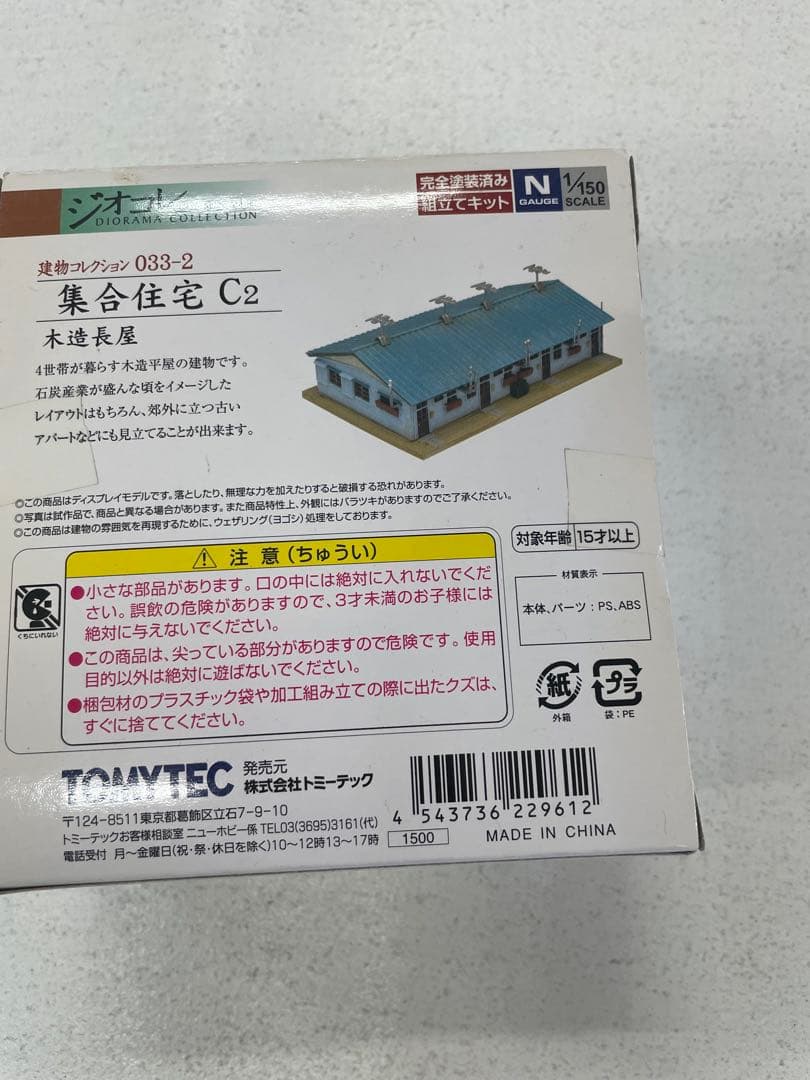 ジオコレ
DIORAMA COLLECTION
完全塗装済み
組立てキット
N
GAUGE
1/150
SCALE
建物コレクション 033-2
集合住宅 C2
木造長屋
4世帯が暮らす木造平屋の建物です。
石炭産業が盛んな頃をイメージした
レイアウトはもちろん、郊外に立つ古い
アパートなどにも見立てることが出来ます。
◎この商品はディスプレイモデルです。落としたり、無理な力を加えたりすると破損する恐れがあります。
◎写真は試作品で、商品と異なる場合があります。また商品特性上、外観にはバラツキがありますのでご了承ください。
◎この商品は建物の雰囲気を再現するために、ウェザリング(ヨゴシ)処理をしております。
対象年齢 15才以上
注意(ちゅうい)
くちにいれない
●小さな部品があります。口の中には絶対に入れないでくだ
さい。誤飲の危険がありますので、3才未満のお子様には
絶対に与えないでください。
●この商品は、尖っている部分がありますので危険です。使用
目的以外は絶対に遊ばないでください。
●梱包材のプラスチック袋や加工組み立ての際に出たクズは、
すぐに捨ててください。
材質表示
本体、パーツ:PS、ABS
紙
外箱
プラ
袋:PE
TOMYTEC
発売元
株式会社トミーテック
〒124-8511東京都葛飾区立石7-9-10
トミーテックお客様相談室 ニューホビー係 TEL03(3695)3161(代)
電話受付 月〜金曜日(祝・祭・休日を除く)10〜12時13〜17時
4 543736 229612
1500
MADE IN CHINA